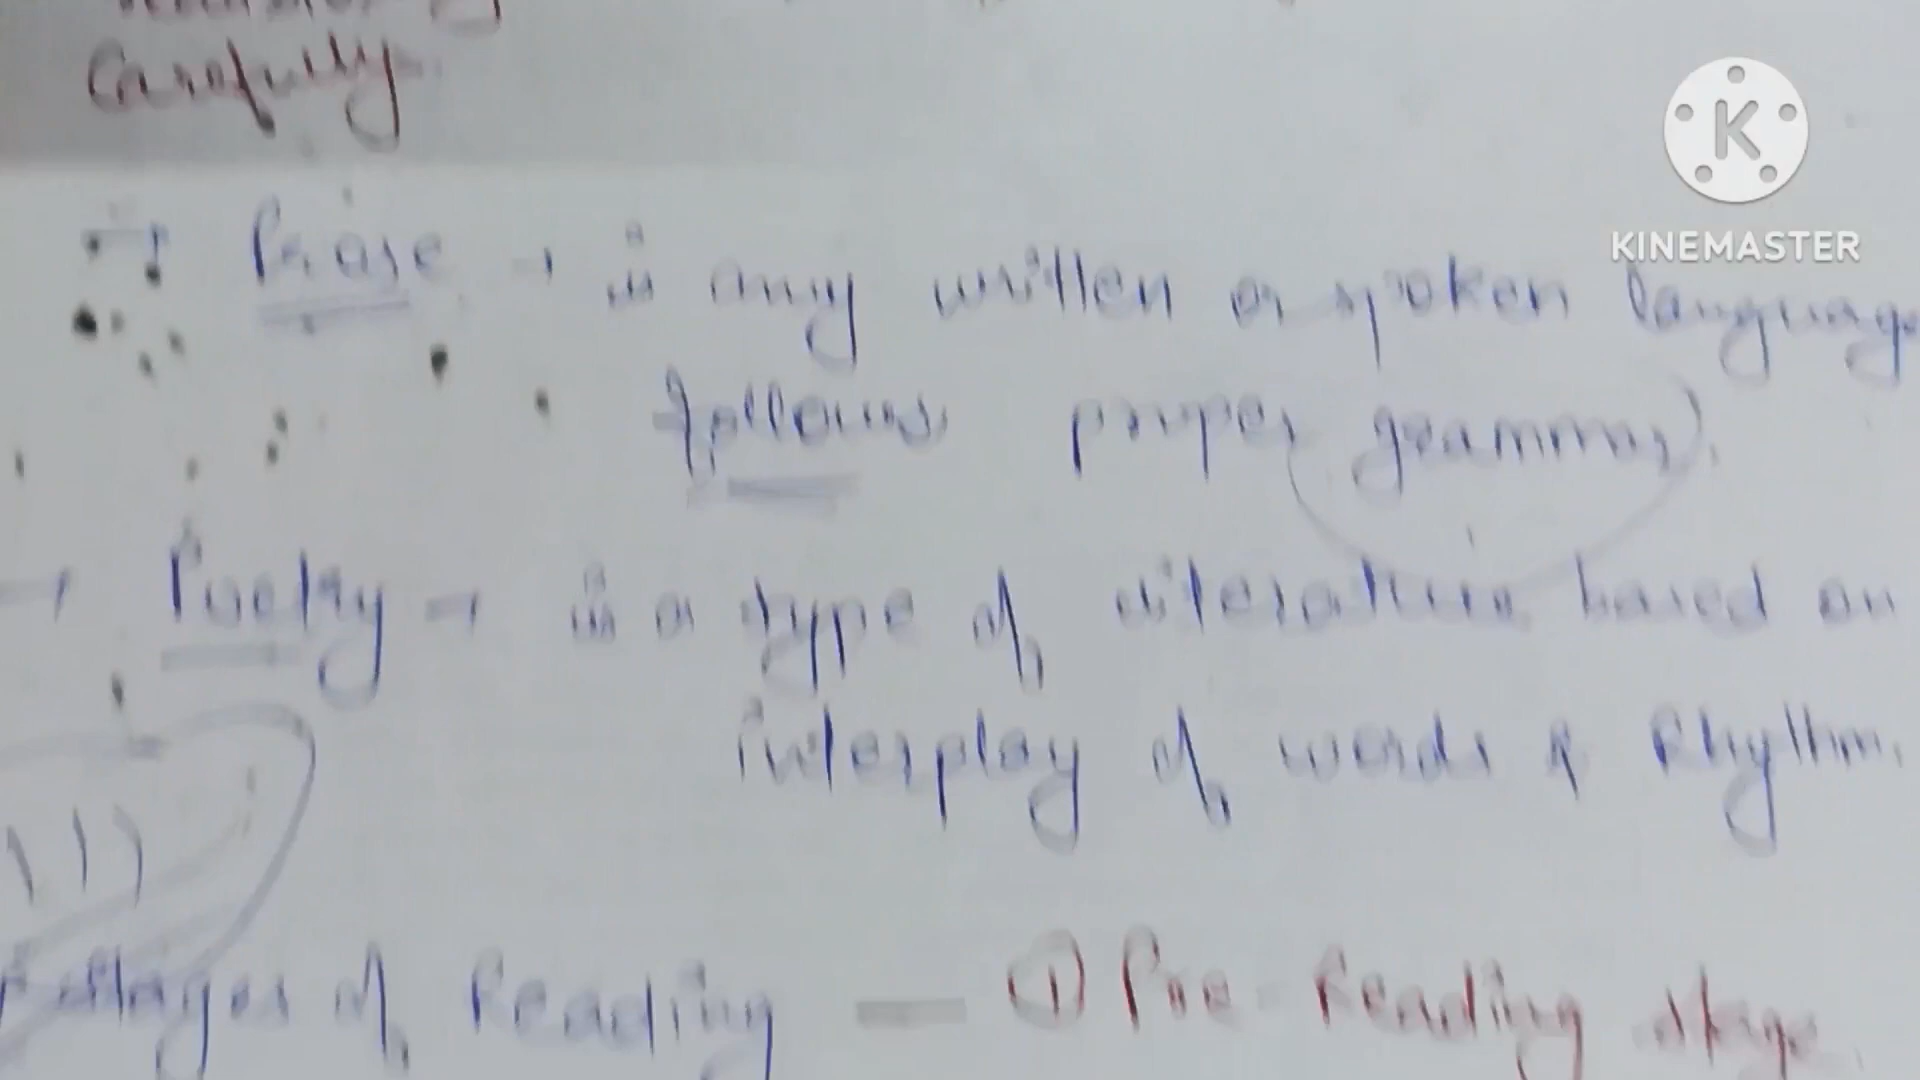 Carefully.
→ Prose → is any written or spoken language
follows proper grammar).
→ Poetry → is a type of literature based on
interplay of words & Rhythm.
Stages of Reading — ① Pre-Reading stage
K
KINEMASTER